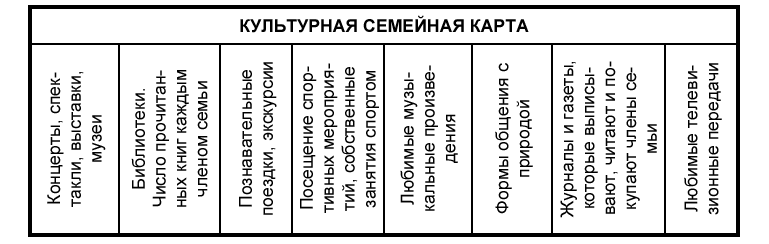 КУЛЬТУРНАЯ СЕМЕЙНАЯ КАРТА
Концерты, спек-
такли, выставки,
музеи
Библиотеки.
Число прочитан-
ных книг каждым
членом семьи
Познавательные
поездки, экскурсии
Посещение спор-
тивных мероприя-
тий, собственные
занятия спортом
Любимые музы-
кальные произве-
дения
Формы общения с
природой
Журналы и газеты,
которые выписы-
вают, читают и по-
купают члены се-
мьи
Любимые телеви-
зионные передачи